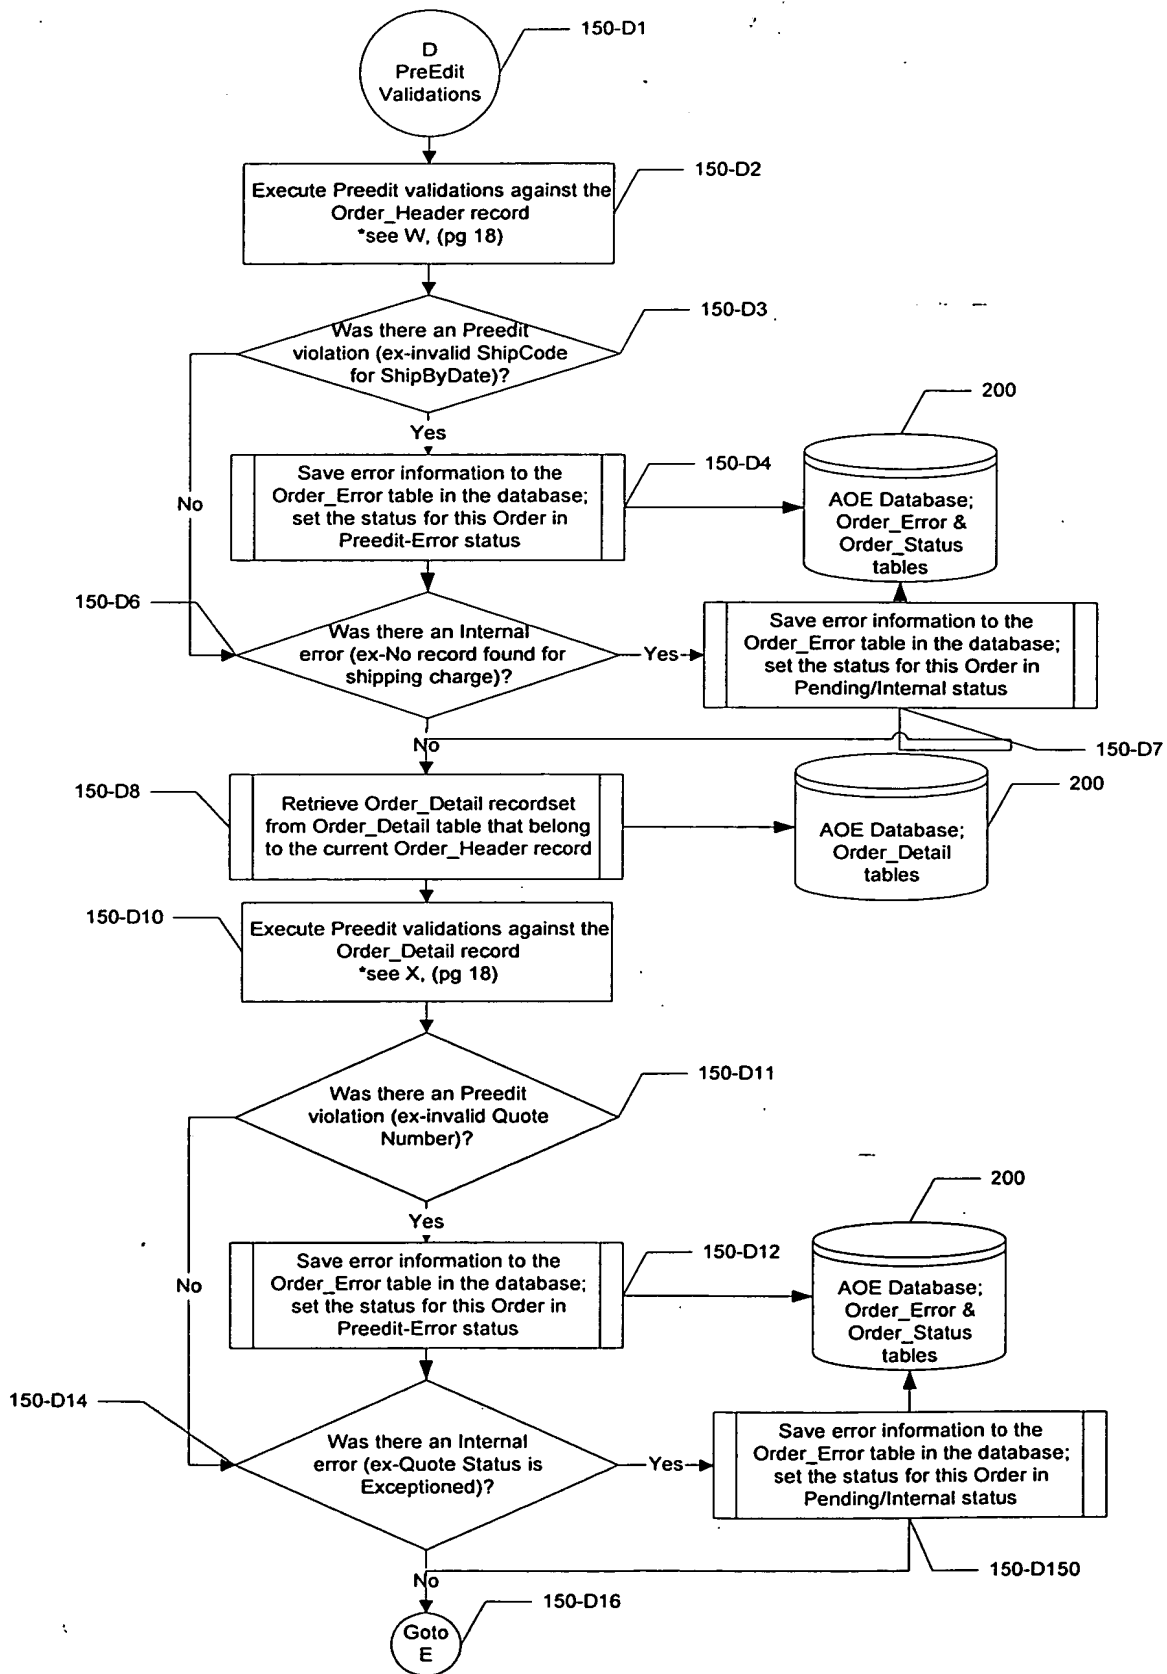 150-D1
D
PreEdit
Validations
150-D2
Execute Preedit validations against the
Order_Header record
*see W, (pg 18)
150-D3
Was there an Preedit
violation (ex-invalid ShipCode
for ShipByDate)?
200
Yes
150-D4
Save error information to the
Order_Error table in the database;
set the status for this Order in
Preedit-Error status
No
AOE Database;
Order_Error &
Order_Status
tables
150-D6
Was there an Internal
error (ex-No record found for
shipping charge)?
Yes
Save error information to the
Order_Error table in the database;
set the status for this Order in
Pending/Internal status
No
150-D7
150-D8
Retrieve Order_Detail recordset
from Order_Detail table that belong
to the current Order_Header record
200
AOE Database;
Order_Detail
tables
150-D10
Execute Preedit validations against the
Order_Detail record
*see X, (pg 18)
150-D11
Was there an Preedit
violation (ex-invalid Quote
Number)?
200
Yes
150-D12
Save error information to the
Order_Error table in the database;
set the status for this Order in
Preedit-Error status
No
AOE Database;
Order_Error &
Order_Status
tables
150-D14
Was there an Internal
error (ex-Quote Status is
Exceptioned)?
Yes
Save error information to the
Order_Error table in the database;
set the status for this Order in
Pending/Internal status
150-D150
No
150-D16
Goto
E